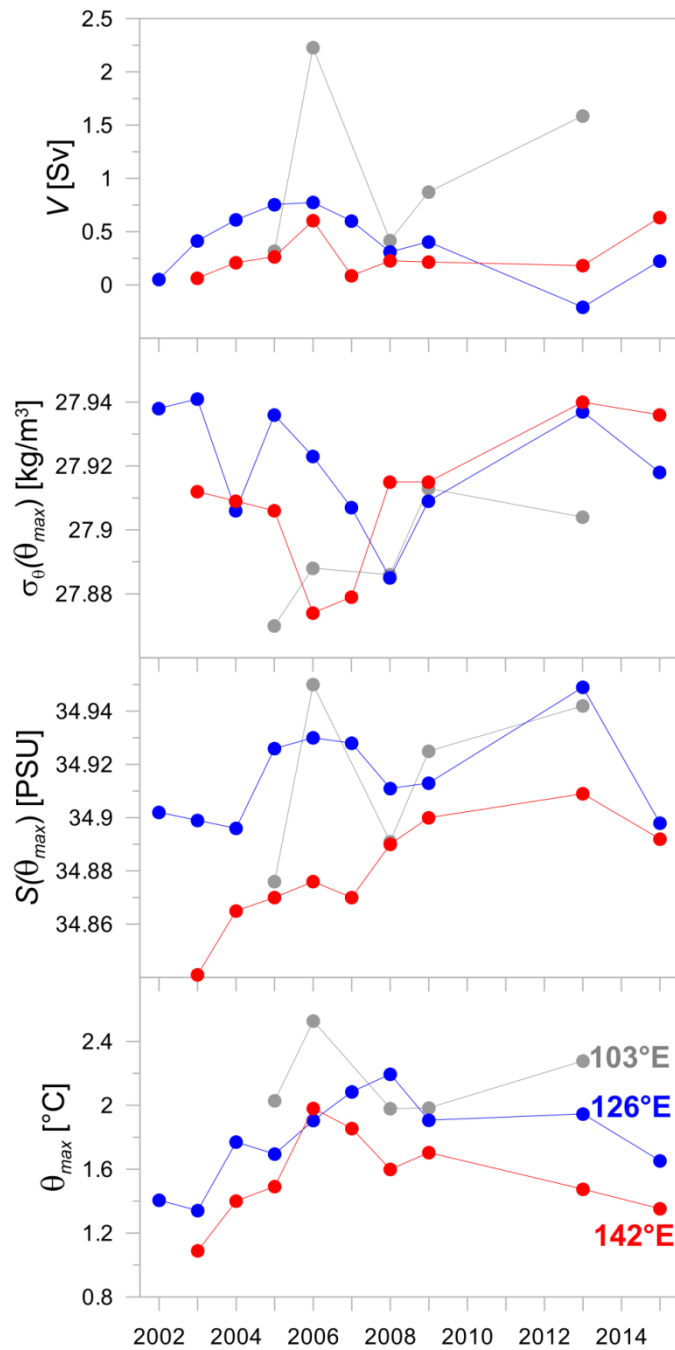 2.5
2
1.5
1
0.5
0
V [Sv]
27.94
27.92
27.9
27.88
σθ(θmax) [kg/m³]
34.94
34.92
34.9
34.88
34.86
S(θmax) [PSU]
2.4
2
1.6
1.2
0.8
θmax [°C]
103°E
126°E
142°E
2002 2004 2006 2008 2010 2012 2014